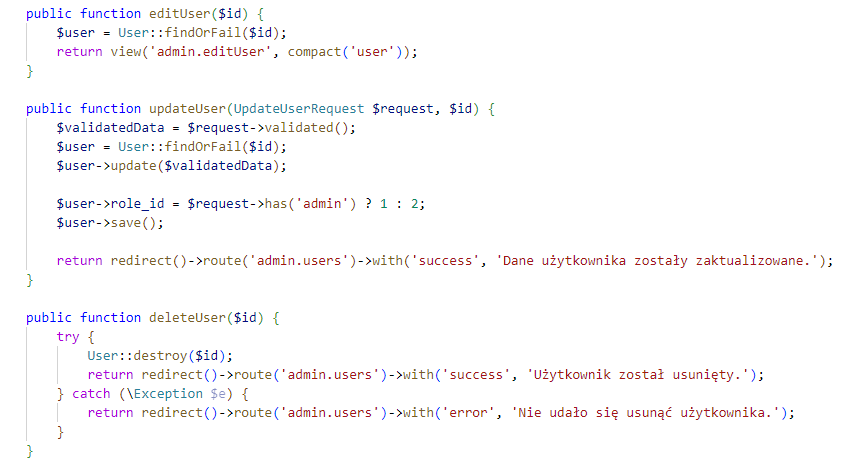 public function editUser($id) {
    $user = User::findOrFail($id);
    return view('admin.editUser', compact('user'));
}

public function updateUser(UpdateUserRequest $request, $id) {
    $validatedData = $request->validated();
    $user = User::findOrFail($id);
    $user->update($validatedData);

    $user->role_id = $request->has('admin') ? 1 : 2;
    $user->save();

    return redirect()->route('admin.users')->with('success', 'Dane użytkownika zostały zaktualizowane.');
}

public function deleteUser($id) {
    try {
        User::destroy($id);
        return redirect()->route('admin.users')->with('success', 'Użytkownik został usunięty.');
    } catch (\Exception $e) {
        return redirect()->route('admin.users')->with('error', 'Nie udało się usunąć użytkownika.');
    }
}